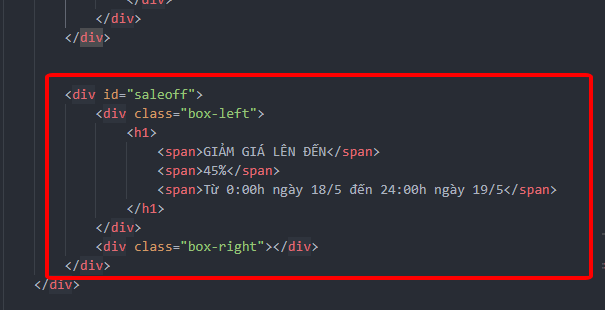 </div>
</div>
</div>
<div id="saleoff">
<div class="box-left">
<h1>
<span>GIẢM GIÁ LÊN ĐẾN</span>
<span>45%</span>
<span>Từ 0:00h ngày 18/5 đến 24:00h ngày 19/5</span>
</h1>
</div>
<div class="box-right"></div>
</div>
</div>